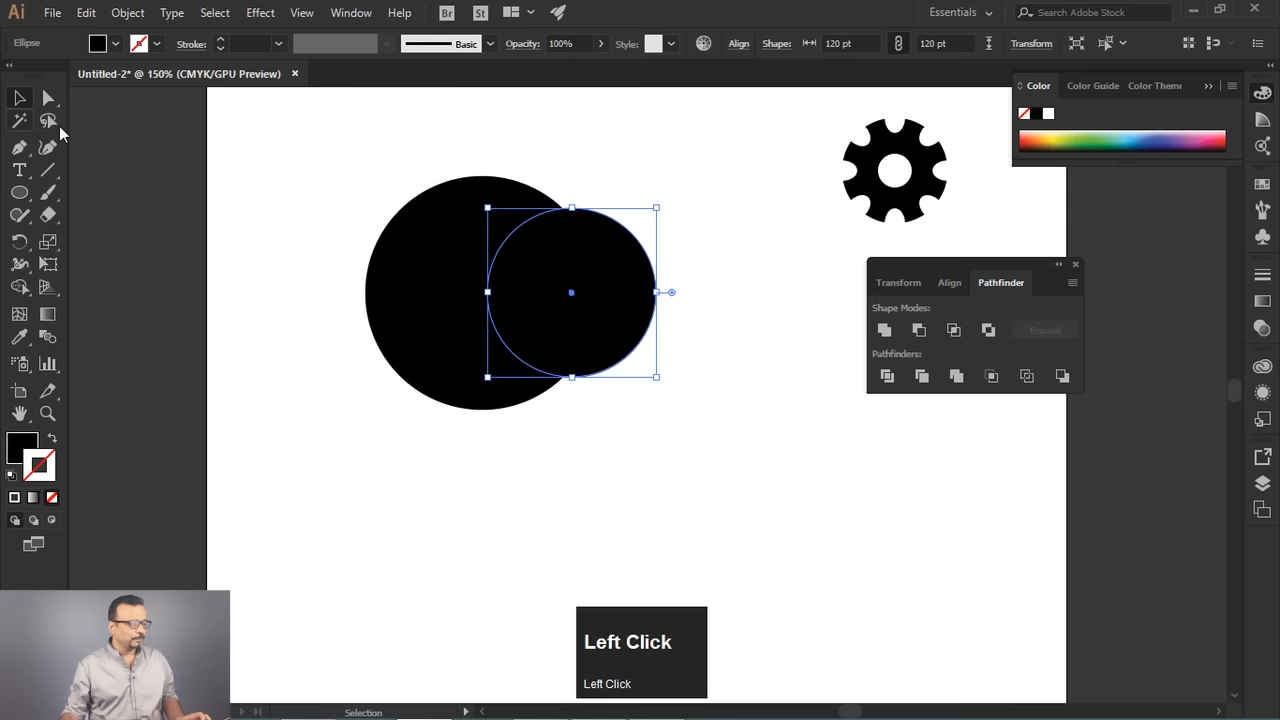 Ai File Edit Object Type Select Effect View Window Help Br St Essentials Search Adobe Stock
Ellipse Stroke: Basic Opacity: 100% Style: Align Shape: 120 pt 120 pt Transform
Untitled-2* @ 150% (CMYK/GPU Preview)
Color Color Guide Color Theme
Transform Align Pathfinder
Shape Modes:
Expand
Pathfinders:
Left Click
Left Click
Selection